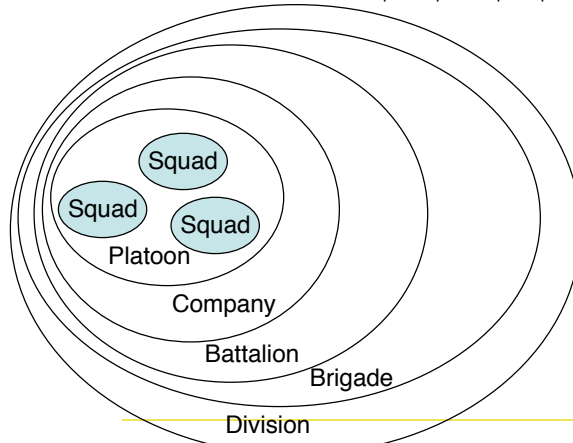 Squad
Squad
Squad
Platoon
Company
Battalion
Brigade
Division